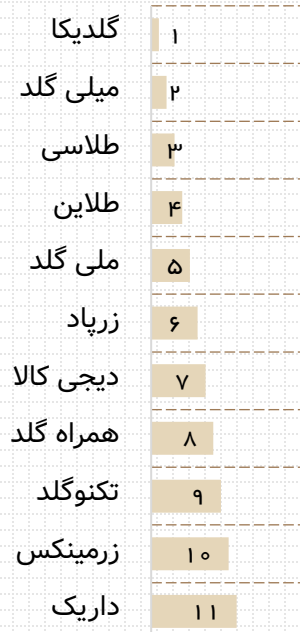 گلدیکا ۱
میلی گلد ۲
طلاسی ۳
طلاین ۴
ملی گلد ۵
زرپاد ۶
دیجی کالا ۷
همراه گلد ۸
تکنوگلد ۹
زرمینکس ۱۰
داریک ۱۱